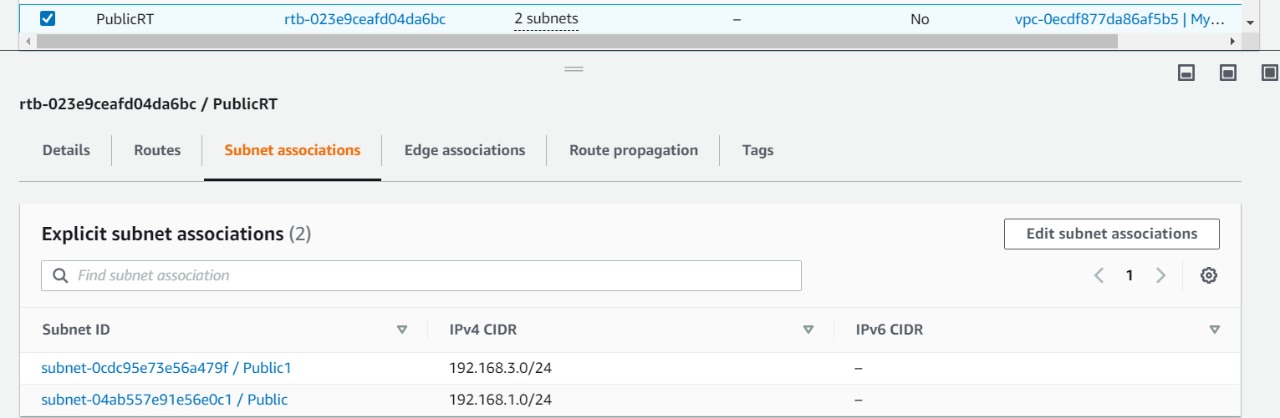 PublicRT rtb-023e9ceafd04da6bc 2 subnets – No vpc-0ecdf877da86af5b5 | My...
rtb-023e9ceafd04da6bc / PublicRT
Details Routes Subnet associations Edge associations Route propagation Tags
Explicit subnet associations (2) Edit subnet associations
Find subnet association 1
Subnet ID IPv4 CIDR IPv6 CIDR
subnet-0cdc95e73e56a479f / Public1 192.168.3.0/24 –
subnet-04ab557e91e56e0c1 / Public 192.168.1.0/24 –